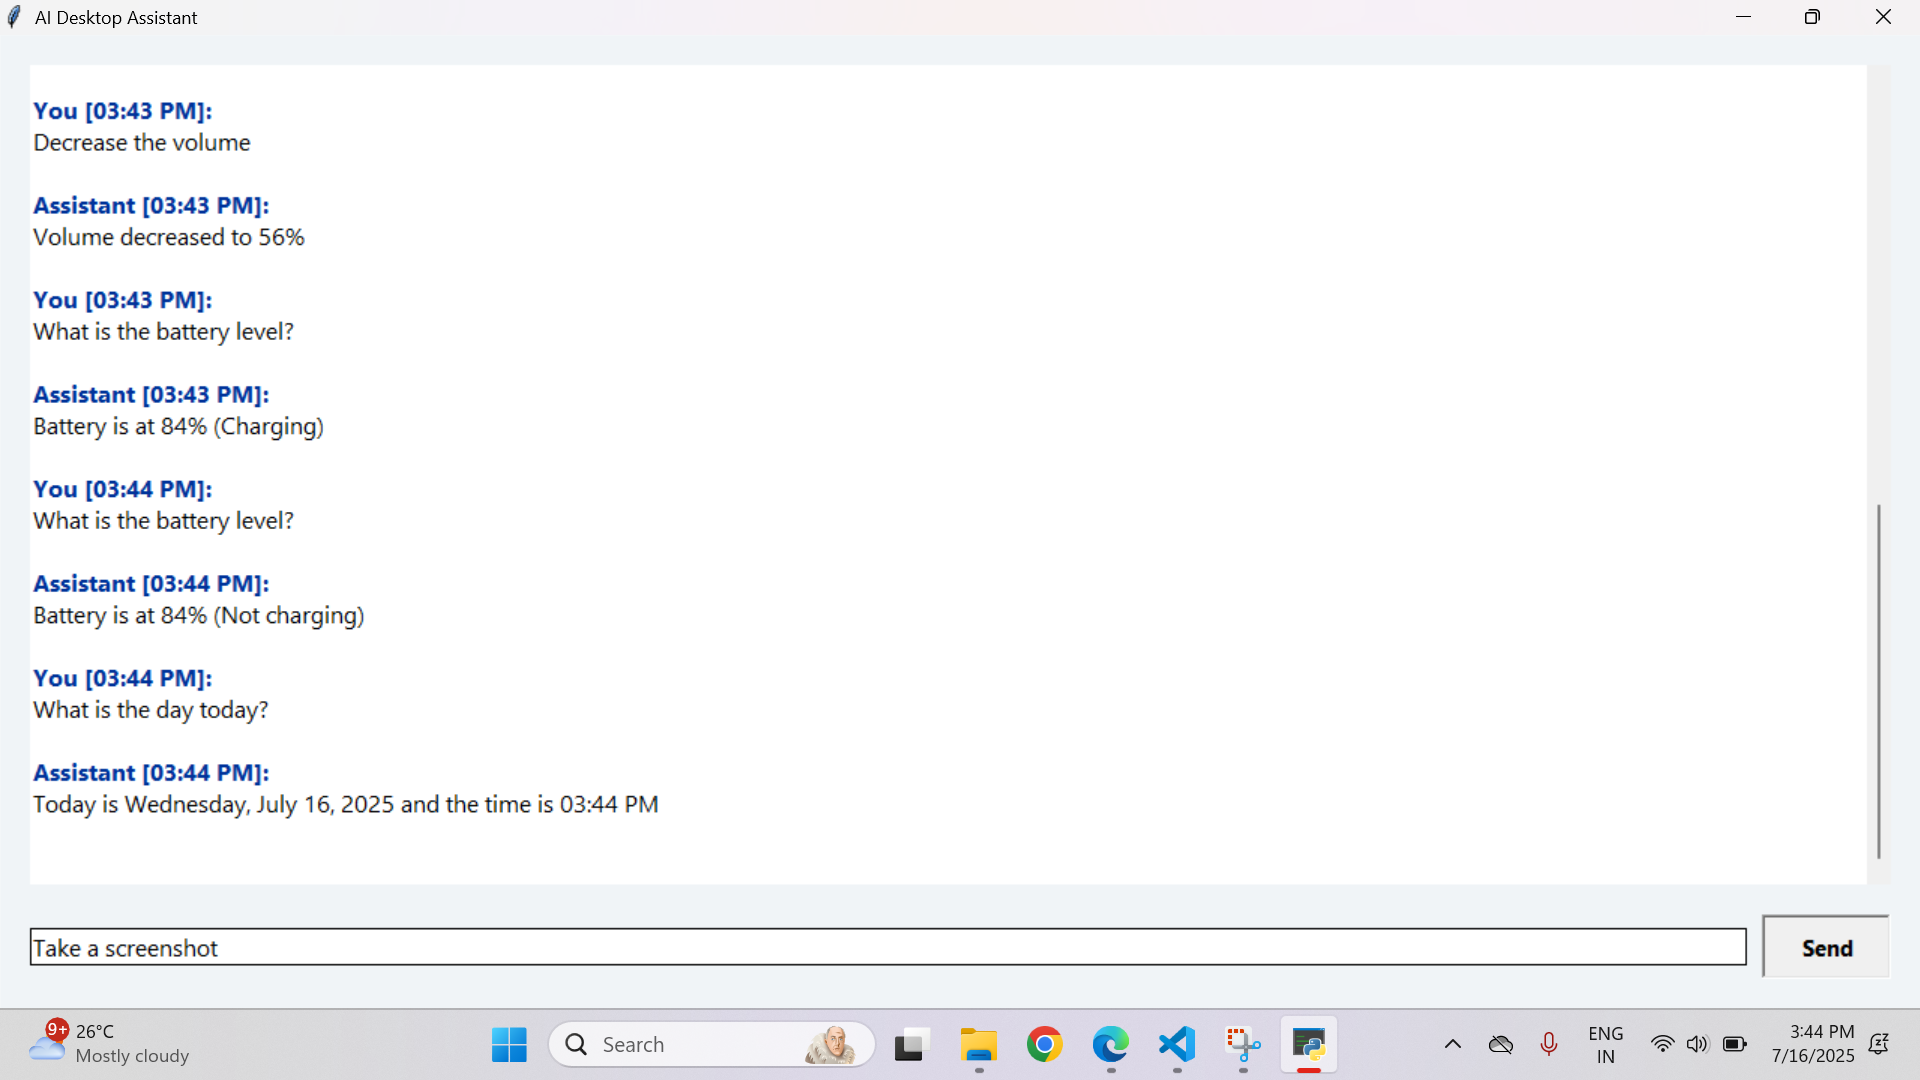 AI Desktop Assistant
You [03:43 PM]:
Decrease the volume
Assistant [03:43 PM]:
Volume decreased to 56%
You [03:43 PM]:
What is the battery level?
Assistant [03:43 PM]:
Battery is at 84% (Charging)
You [03:44 PM]:
What is the battery level?
Assistant [03:44 PM]:
Battery is at 84% (Not charging)
You [03:44 PM]:
What is the day today?
Assistant [03:44 PM]:
Today is Wednesday, July 16, 2025 and the time is 03:44 PM
Take a screenshot
Send
9+
26°C
Mostly cloudy
Search
ENG
IN
3:44 PM
7/16/2025